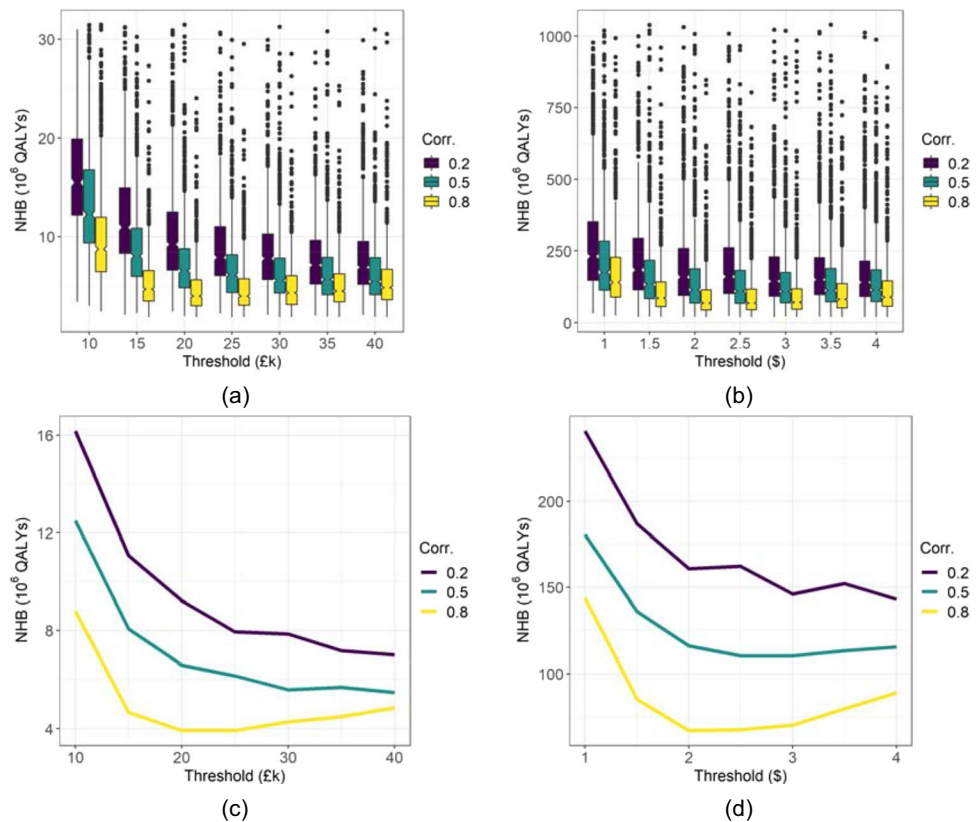 30
20
10
NHB (10⁶ QALYs)
10 15 20 25 30 35 40
Threshold (£k)
Corr.
0.2
0.5
0.8
(a)
1000
750
500
250
0
NHB (10⁶ QALYs)
1 1.5 2 2.5 3 3.5 4
Threshold ($)
Corr.
0.2
0.5
0.8
(b)
16
12
8
4
NHB (10⁶ QALYs)
10 20 30 40
Threshold (£k)
Corr.
0.2
0.5
0.8
(c)
200
150
100
NHB (10⁶ QALYs)
1 2 3 4
Threshold ($)
Corr.
0.2
0.5
0.8
(d)